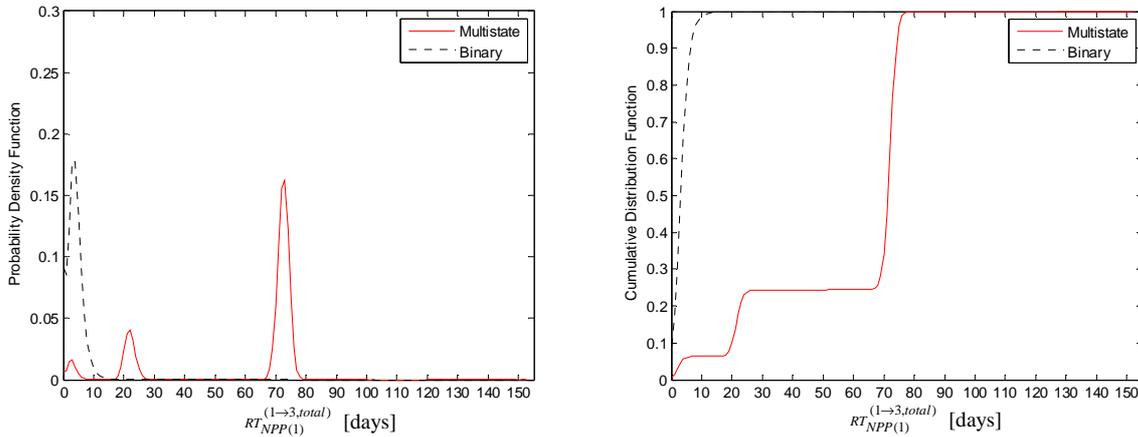 0.3
0.25
0.2
0.15
0.1
0.05
0
Probability Density Function
Multistate
Binary
0 10 20 30 40 50 60 70 80 90 100 110 120 130 140 150
RT_{NPP(1)}^{(1→3,total)} [days]
1
0.9
0.8
0.7
0.6
0.5
0.4
0.3
0.2
0.1
0
Cumulative Distribution Function
Multistate
Binary
0 10 20 30 40 50 60 70 80 90 100 110 120 130 140 150
RT_{NPP(1)}^{(1→3,total)} [days]